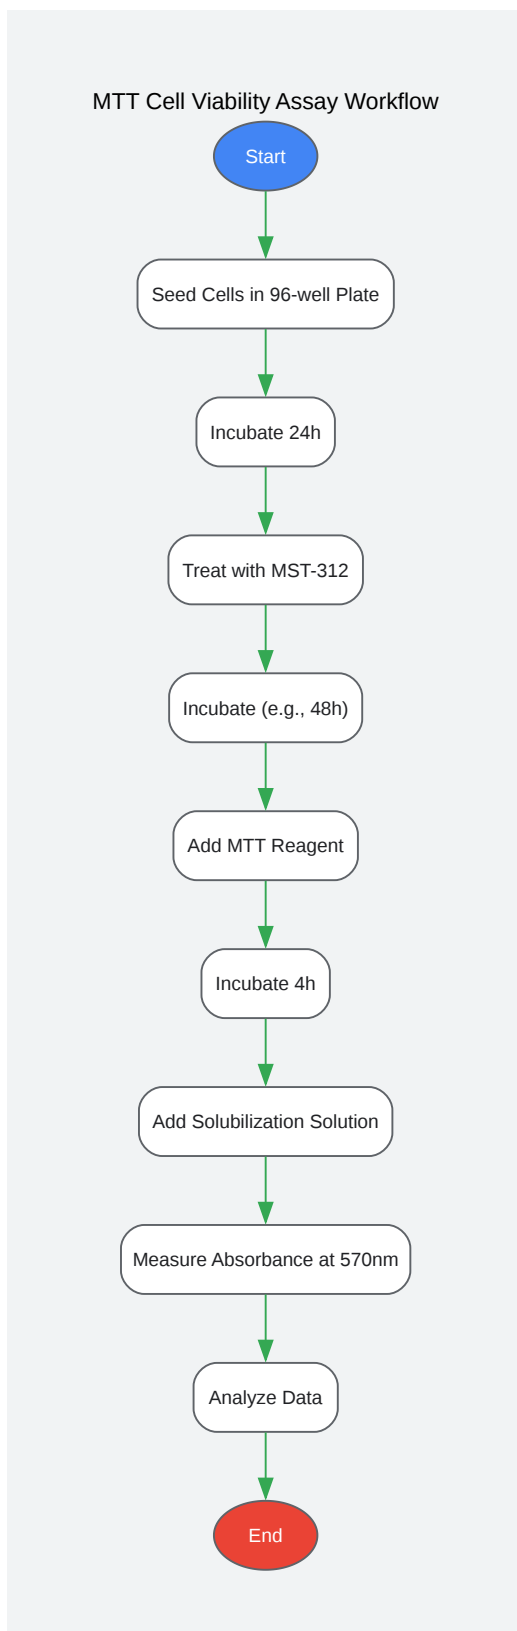 MTT Cell Viability Assay Workflow
Start
Seed Cells in 96-well Plate
Incubate 24h
Treat with MST-312
Incubate (e.g., 48h)
Add MTT Reagent
Incubate 4h
Add Solubilization Solution
Measure Absorbance at 570nm
Analyze Data
End